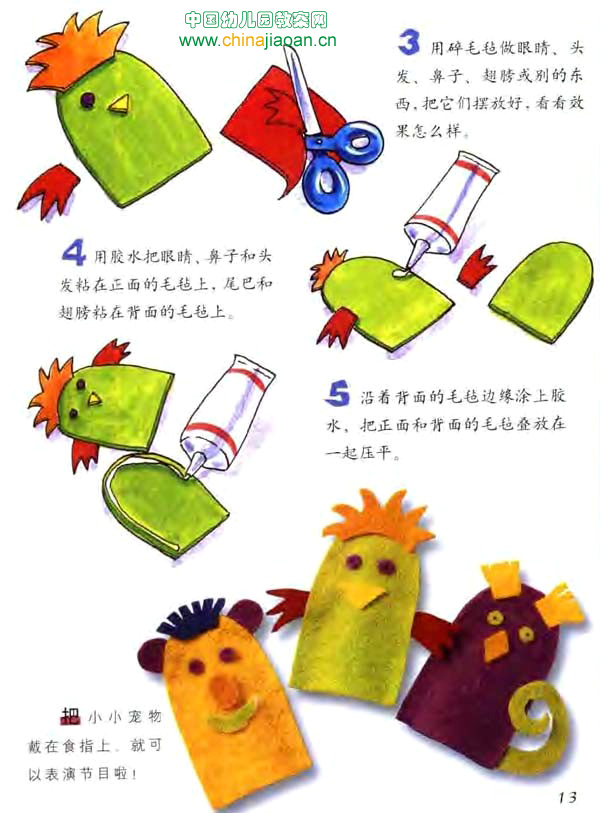 中国幼儿园教案网
www.chinajiaoan.cn
3 用碎毛毡做眼睛、头
发、鼻子、翅膀或别的东
西,把它们摆放好,看看效
果怎么样。
4 用胶水把眼睛、鼻子和头
发粘在正面的毛毡上,尾巴和
翅膀粘在背面的毛毡上。
5 沿着背面的毛毡边缘涂上胶
水,把正面和背面的毛毡叠放在
一起压平。
把小小宠物
戴在食指上,就可
以表演节目啦!
13